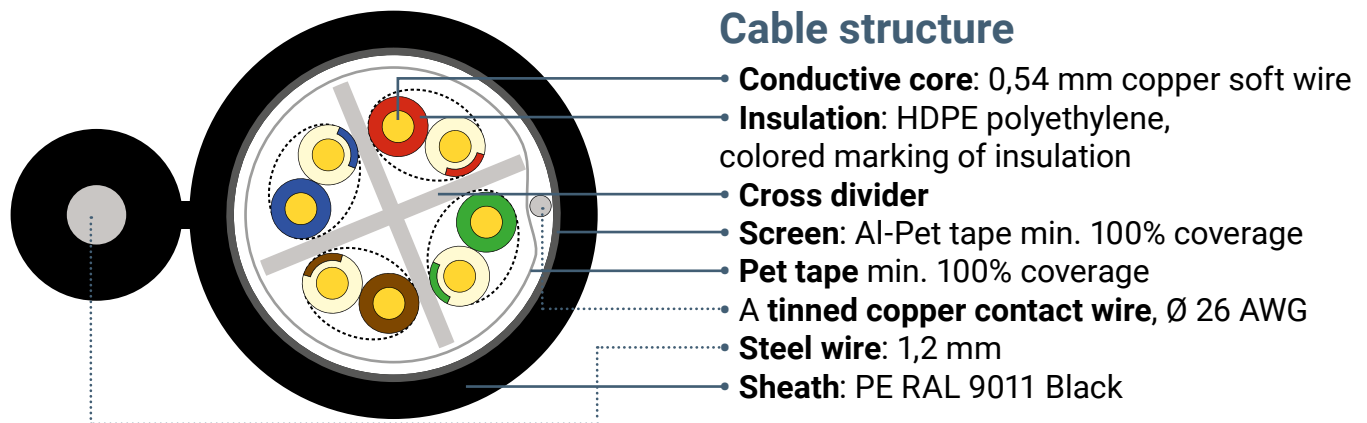 Cable structure
Conductive core: 0,54 mm copper soft wire
Insulation: HDPE polyethylene,
colored marking of insulation
Cross divider
Screen: Al-Pet tape min. 100% coverage
Pet tape min. 100% coverage
A tinned copper contact wire, Ø 26 AWG
Steel wire: 1,2 mm
Sheath: PE RAL 9011 Black